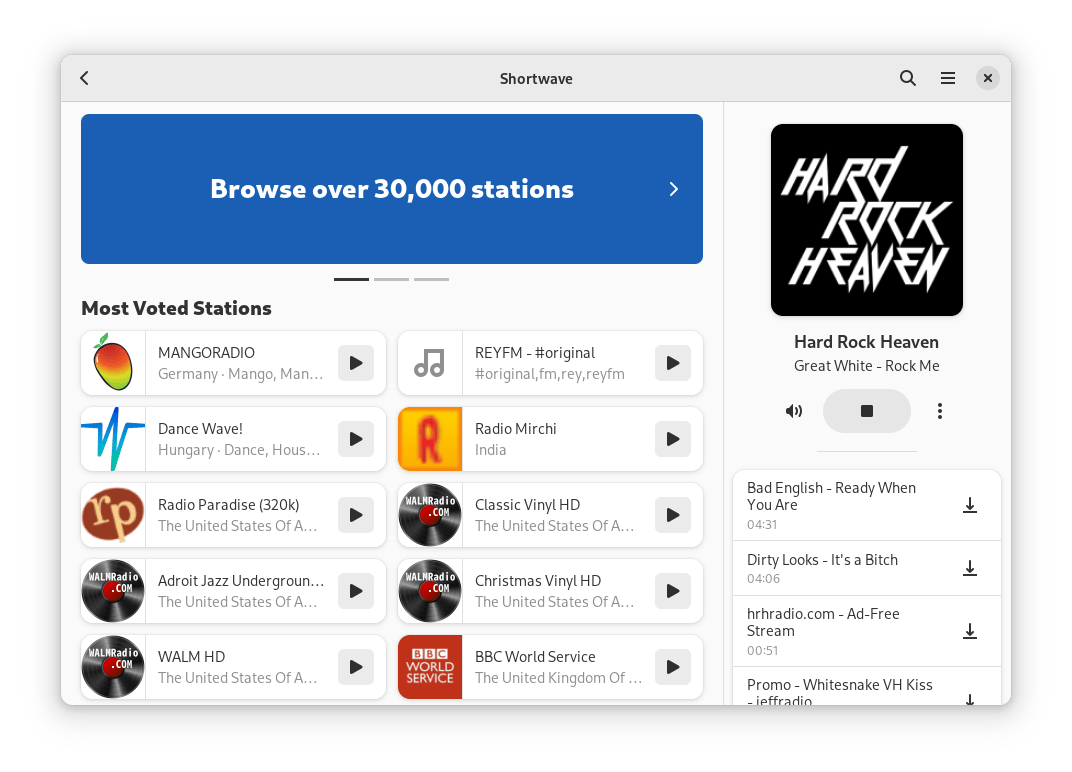 Shortwave
Browse over 30,000 stations
Most Voted Stations
MANGORADIO
Germany · Mango, Man…
REYFM - #original
#original,fm,rey,reyfm
Dance Wave!
Hungary · Dance, Hous…
R
Radio Mirchi
India
rp
Radio Paradise (320k)
The United States Of A…
WALMRadio
.COM
Classic Vinyl HD
The United States Of A…
WALMRadio
.COM
Adroit Jazz Undergroun…
The United States Of A…
WALMRadio
.COM
Christmas Vinyl HD
The United States Of A…
WALMRadio
.COM
WALM HD
The United States Of A…
BBC
WORLD
SERVICE
BBC World Service
The United Kingdom Of …
HARD
ROCK
HEAVEN
Hard Rock Heaven
Great White - Rock Me
Bad English - Ready When
You Are
04:31
Dirty Looks - It's a Bitch
04:06
hrhradio.com - Ad-Free
Stream
00:51
Promo - Whitesnake VH Kiss
- jeffradio